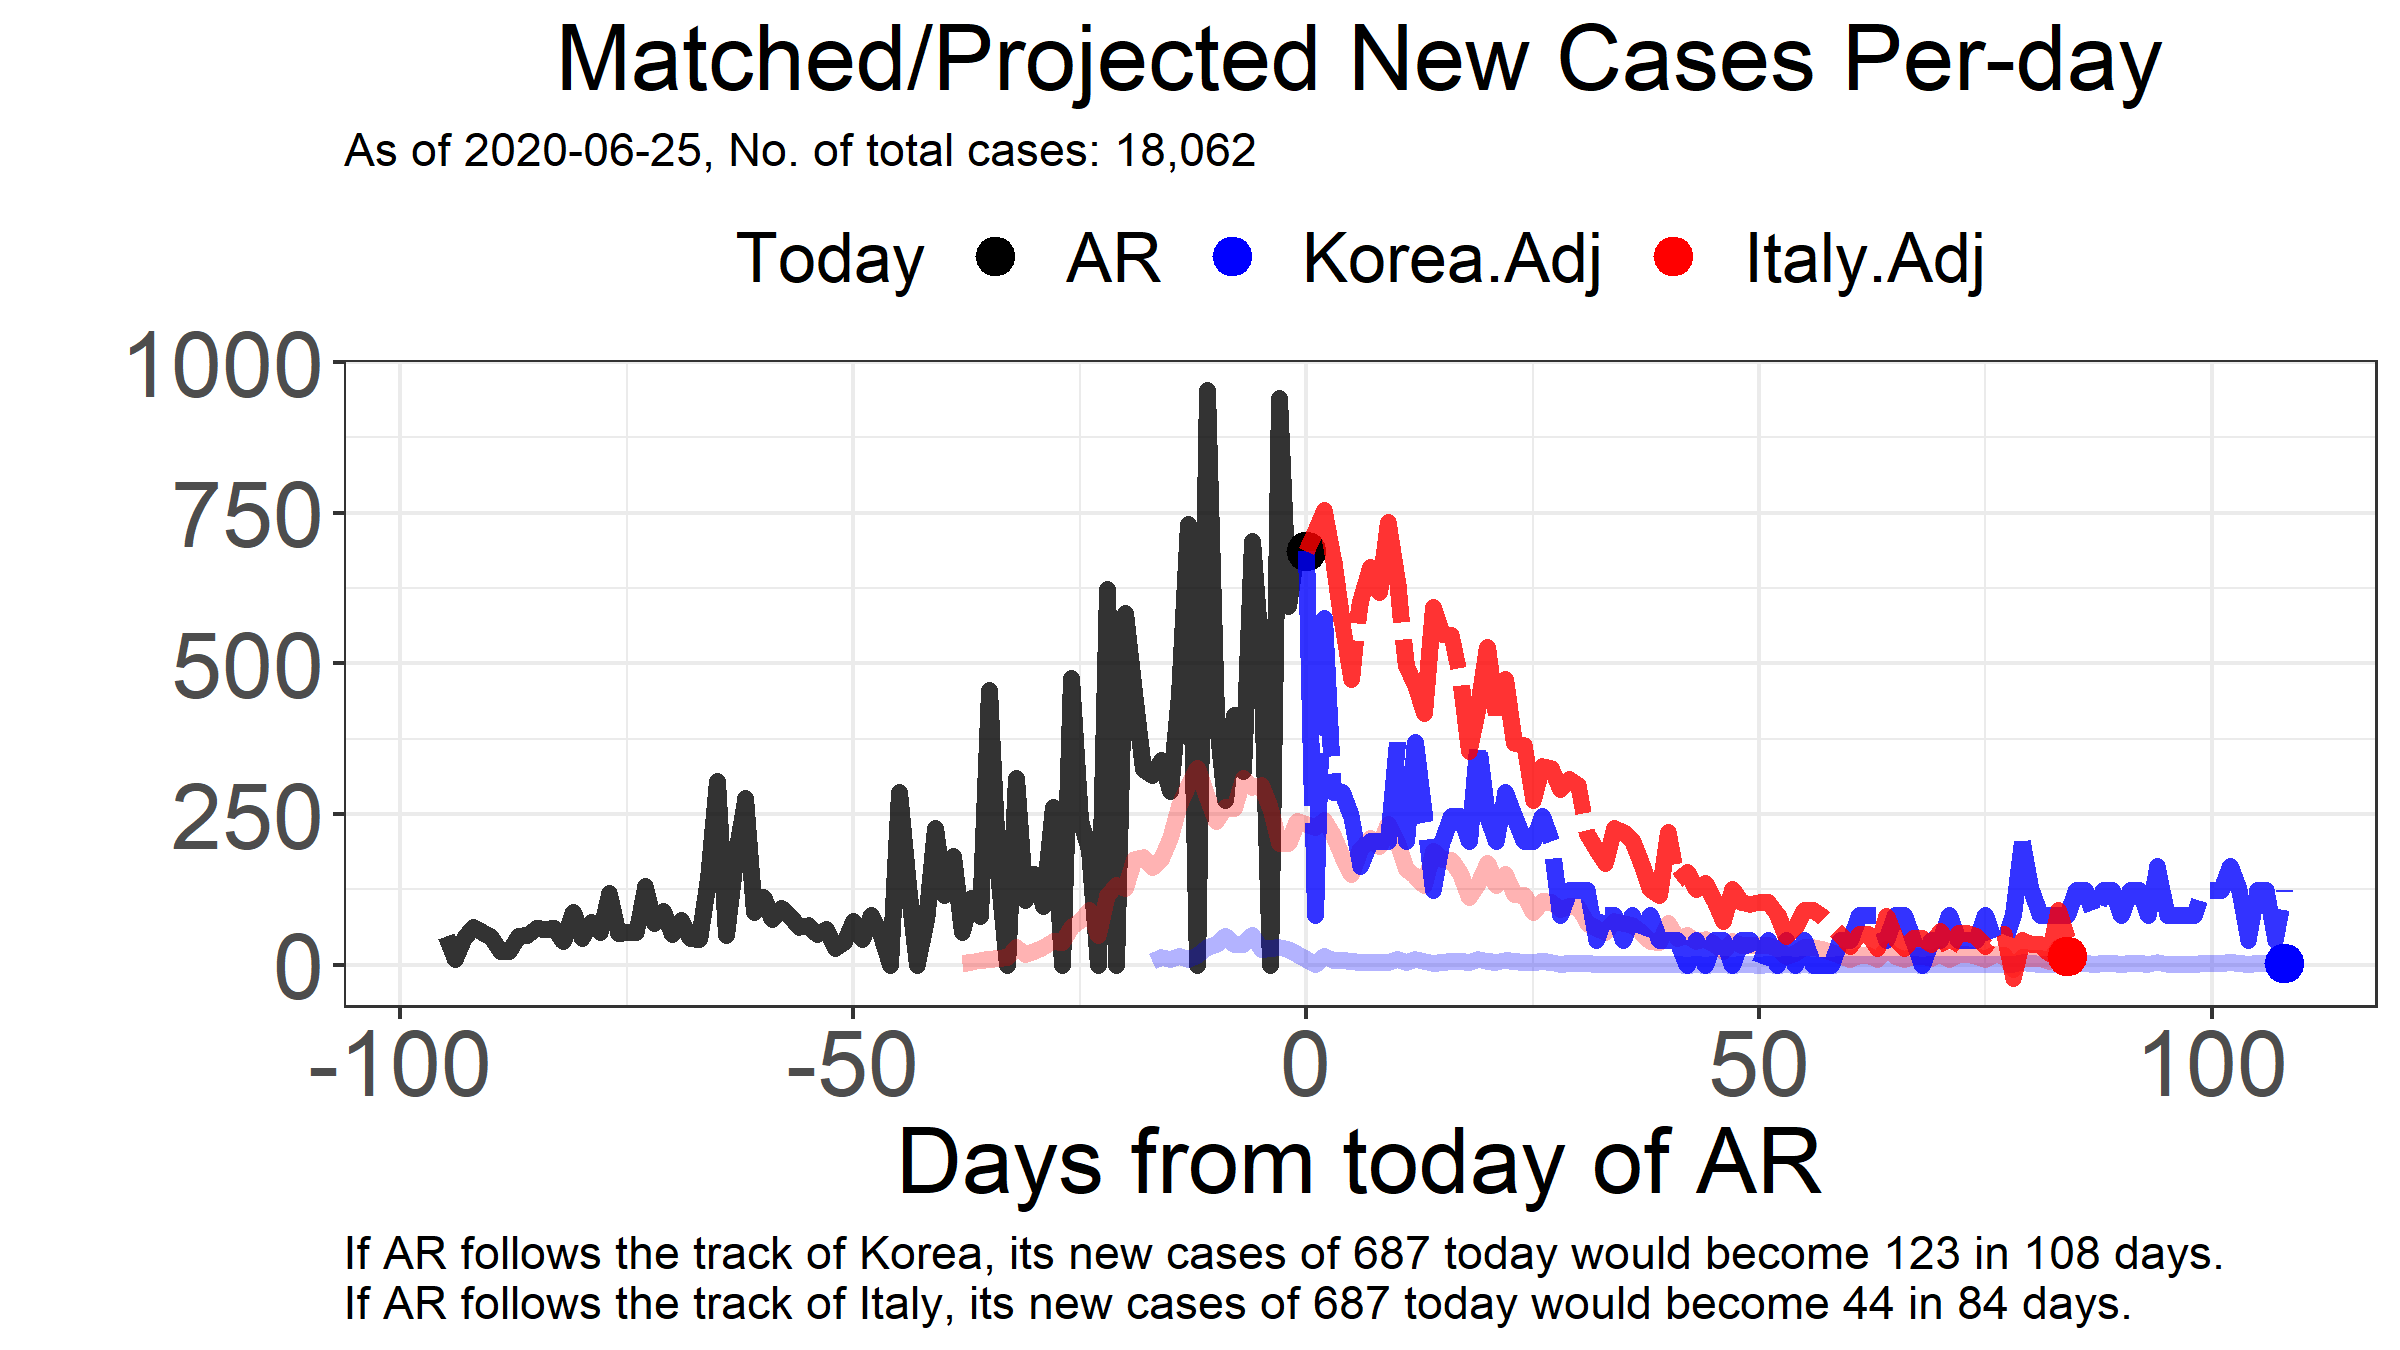 Matched/Projected New Cases Per-day
As of 2020-06-25, No. of total cases: 18,062
Today AR Korea.Adj Italy.Adj
1000
750
500
250
0
-100 -50 0 50 100
Days from today of AR
If AR follows the track of Korea, its new cases of 687 today would become 123 in 108 days.
If AR follows the track of Italy, its new cases of 687 today would become 44 in 84 days.